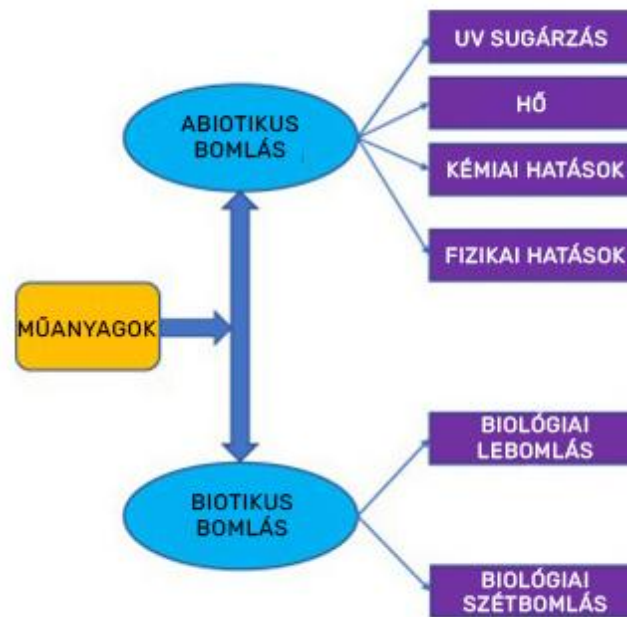 UV SUGÁRZÁS
ABIOTIKUS
BOMLÁS
HŐ
KÉMIAI HATÁSOK
FIZIKAI HATÁSOK
MŰANYAGOK
BIOLÓGIAI
LEBOMLÁS
BIOTIKUS
BOMLÁS
BIOLÓGIAI
SZÉTBOMLÁS